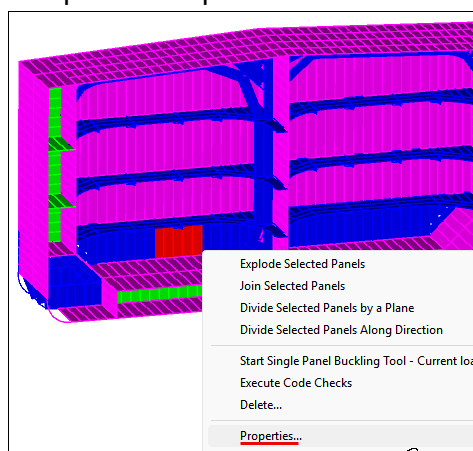 Explode Selected Panels
Join Selected Panels
Divide Selected Panels by a Plane
Divide Selected Panels Along Direction
Start Single Panel Buckling Tool - Current loa
Execute Code Checks
Delete...
Properties...